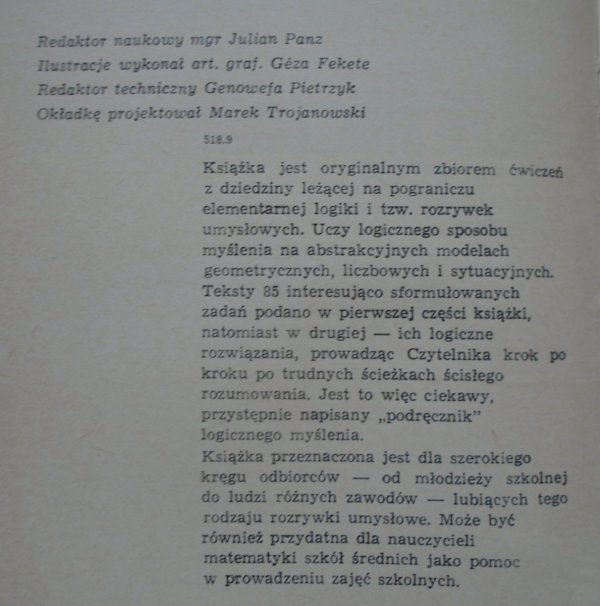 Redaktor naukowy mgr Julian Panz
Ilustracje wykonał art. graf. Géza Fekete
Redaktor techniczny Genowefa Pietrzyk
Okładkę projektował Marek Trojanowski
518.9
Książka jest oryginalnym zbiorem ćwiczeń
z dziedziny leżącej na pograniczu
elementarnej logiki i tzw. rozrywek
umysłowych. Uczy logicznego sposobu
myślenia na abstrakcyjnych modelach
geometrycznych, liczbowych i sytuacyjnych.
Teksty 85 interesująco sformułowanych
zadań podano w pierwszej części książki,
natomiast w drugiej — ich logiczne
rozwiązania, prowadząc Czytelnika krok po
kroku po trudnych ścieżkach ścisłego
rozumowania. Jest to więc ciekawy,
przystępnie napisany „podręcznik”
logicznego myślenia.
Książka przeznaczona jest dla szerokiego
kręgu odbiorców — od młodzieży szkolnej
do ludzi różnych zawodów — lubiących tego
rodzaju rozrywki umysłowe. Może być
również przydatna dla nauczycieli
matematyki szkół średnich jako pomoc
w prowadzeniu zajęć szkolnych.